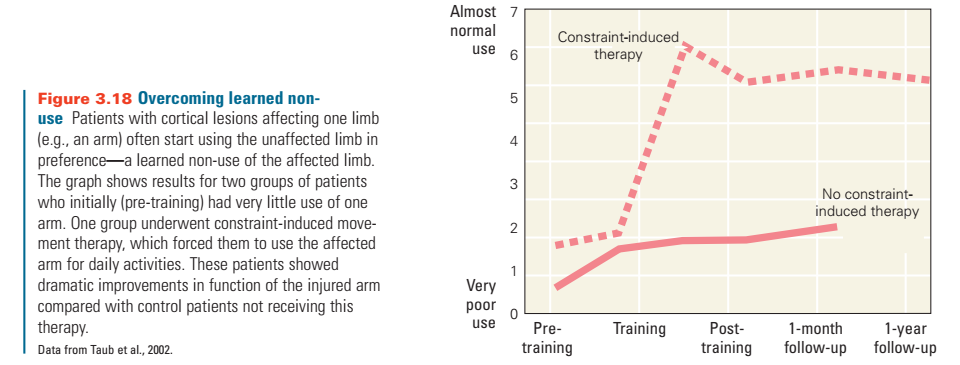 Figure 3.18 Overcoming learned non-
use Patients with cortical lesions affecting one limb
(e.g., an arm) often start using the unaffected limb in
preference—a learned non-use of the affected limb.
The graph shows results for two groups of patients
who initially (pre-training) had very little use of one
arm. One group underwent constraint-induced move-
ment therapy, which forced them to use the affected
arm for daily activities. These patients showed
dramatic improvements in function of the injured arm
compared with control patients not receiving this
therapy.
Data from Taub et al., 2002.
Almost
normal
use
7
6
5
4
3
2
1
0
Very
poor
use
Constraint-induced
therapy
No constraint-
induced therapy
Pre-
training
Training
Post-
training
1-month
follow-up
1-year
follow-up